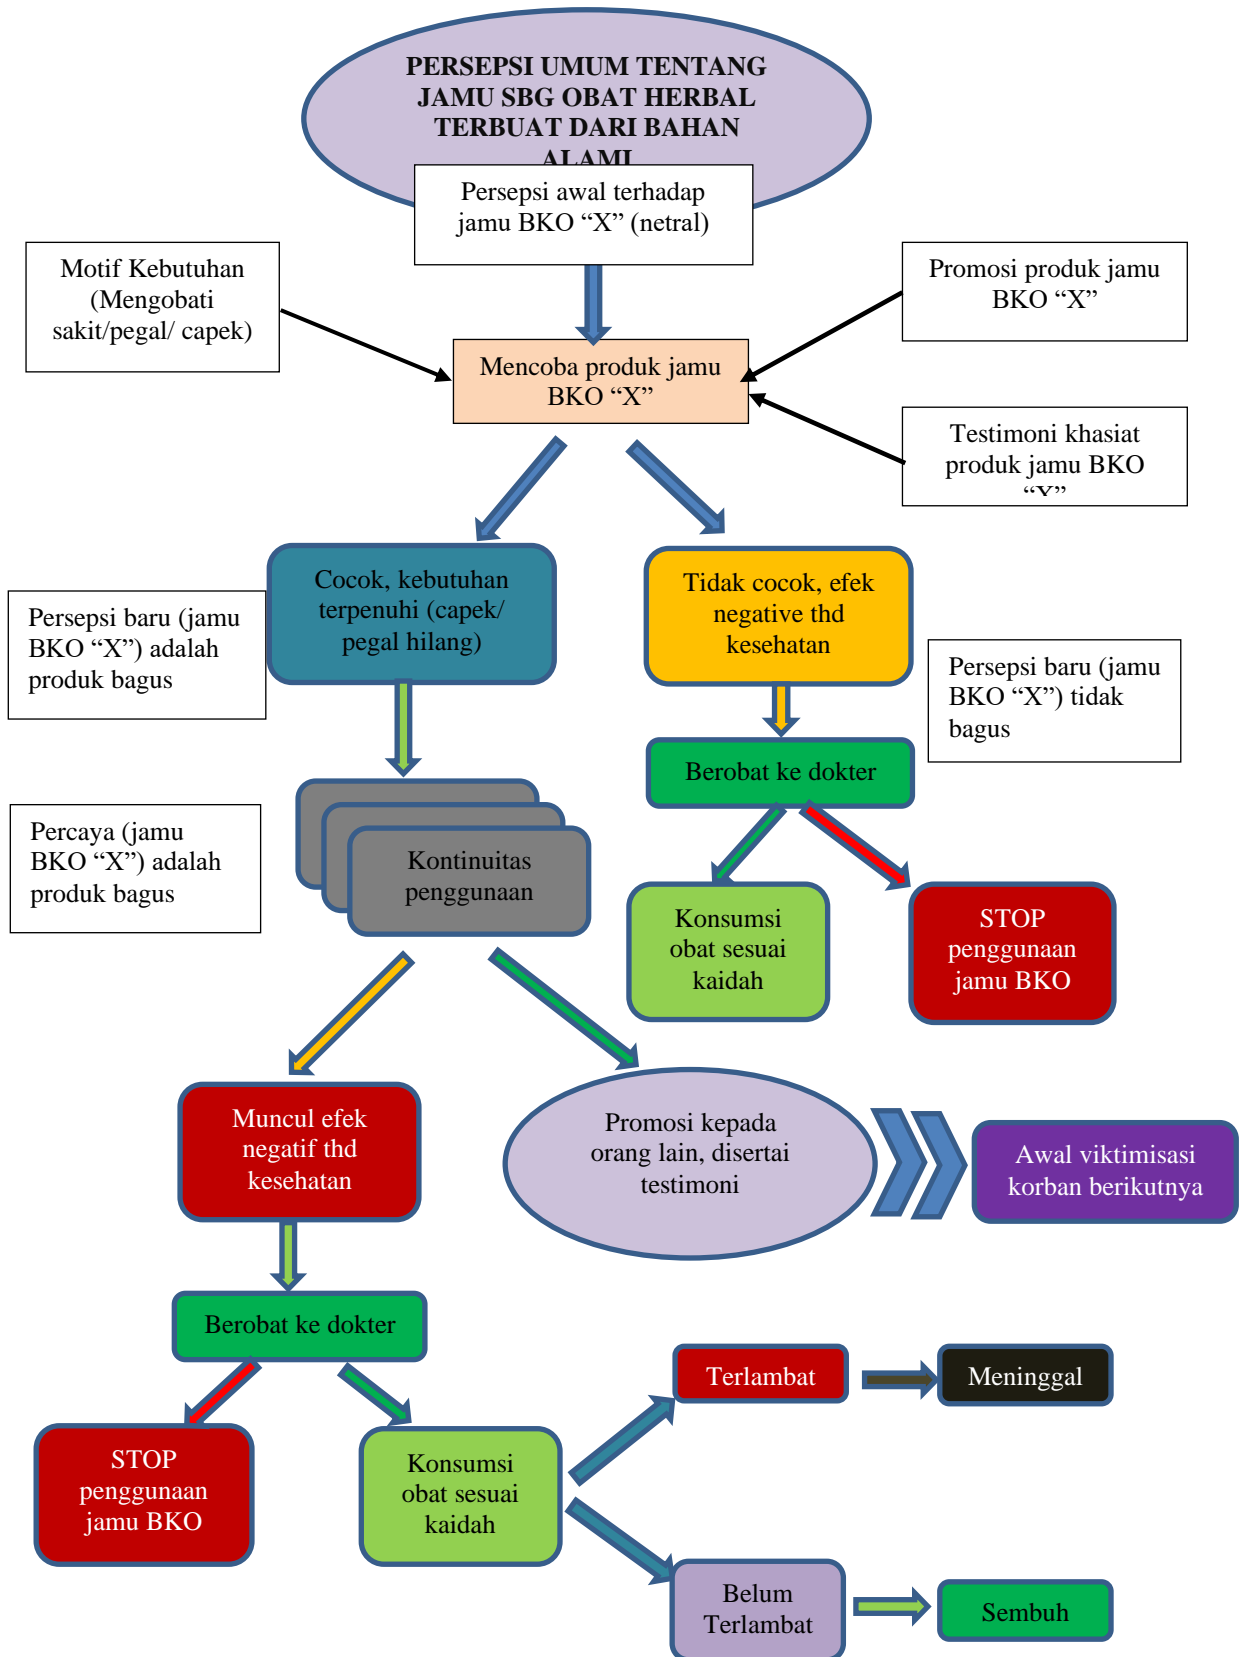 PERSEPSI UMUM TENTANG
JAMU SBG OBAT HERBAL
TERBUAT DARI BAHAN
ALAMI
Persepsi awal terhadap
jamu BKO “X” (netral)
Motif Kebutuhan
(Mengobati
sakit/pegal/ capek)
Promosi produk jamu
BKO “X”
Mencoba produk jamu
BKO “X”
Testimoni khasiat
produk jamu BKO
“X”
Cocok, kebutuhan
terpenuhi (capek/
pegal hilang)
Tidak cocok, efek
negative thd
kesehatan
Persepsi baru (jamu
BKO “X”) adalah
produk bagus
Persepsi baru (jamu
BKO “X”) tidak
bagus
Berobat ke dokter
Percaya (jamu
BKO “X”) adalah
produk bagus
Kontinuitas
penggunaan
Konsumsi
obat sesuai
kaidah
STOP
penggunaan
jamu BKO
Muncul efek
negatif thd
kesehatan
Promosi kepada
orang lain, disertai
testimoni
Awal viktimisasi
korban berikutnya
Berobat ke dokter
Terlambat
Meninggal
STOP
penggunaan
jamu BKO
Konsumsi
obat sesuai
kaidah
Belum
Terlambat
Sembuh